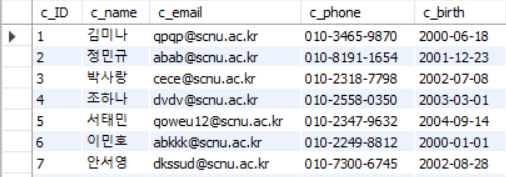 c_ID c_name c_email c_phone c_birth
1 김미나 qpqp@scnu.ac.kr 010-3465-9870 2000-06-18
2 정민규 abab@scnu.ac.kr 010-8191-1654 2001-12-23
3 박사랑 cece@scnu.ac.kr 010-2318-7798 2002-07-08
4 조하나 dvdv@scnu.ac.kr 010-2558-0350 2003-03-01
5 서태민 qoweu12@scnu.ac.kr 010-2347-9632 2004-09-14
6 이민호 abkkk@scnu.ac.kr 010-2249-8812 2000-01-01
7 안서영 dkssud@scnu.ac.kr 010-7300-6745 2002-08-28